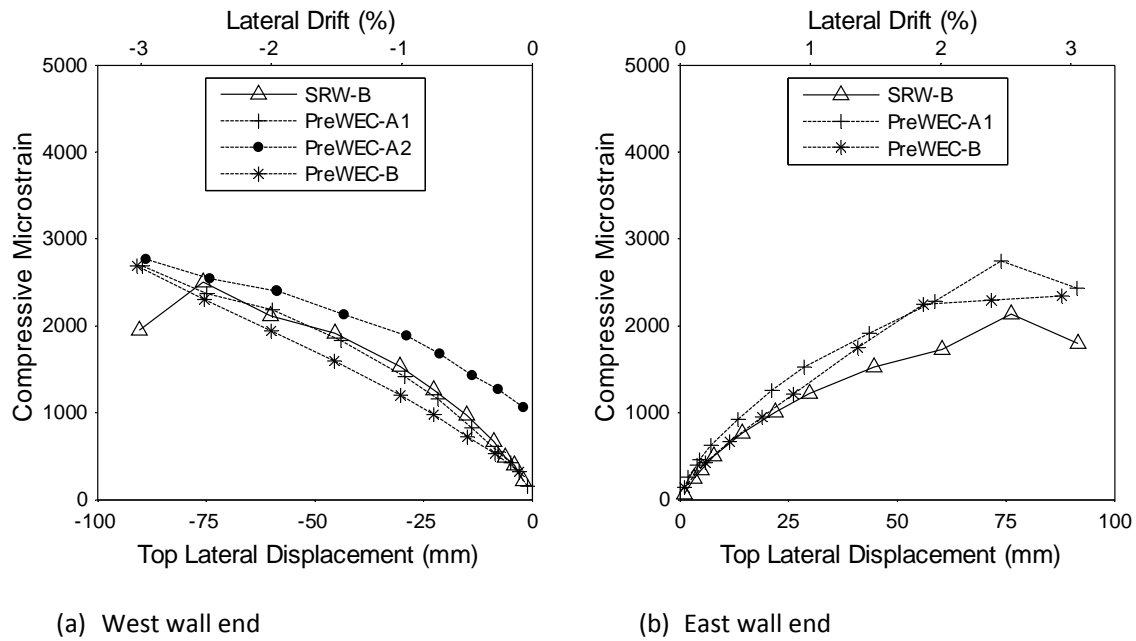 Lateral Drift (%)
-3 -2 -1 0
5000
4000
3000
2000
1000
0
Compressive Microstrain
SRW-B
PreWEC-A1
PreWEC-A2
PreWEC-B
-100 -75 -50 -25 0
Top Lateral Displacement (mm)
(a) West wall end
Lateral Drift (%)
0 1 2 3
5000
4000
3000
2000
1000
0
Compressive Microstrain
SRW-B
PreWEC-A1
PreWEC-B
0 25 50 75 100
Top Lateral Displacement (mm)
(b) East wall end